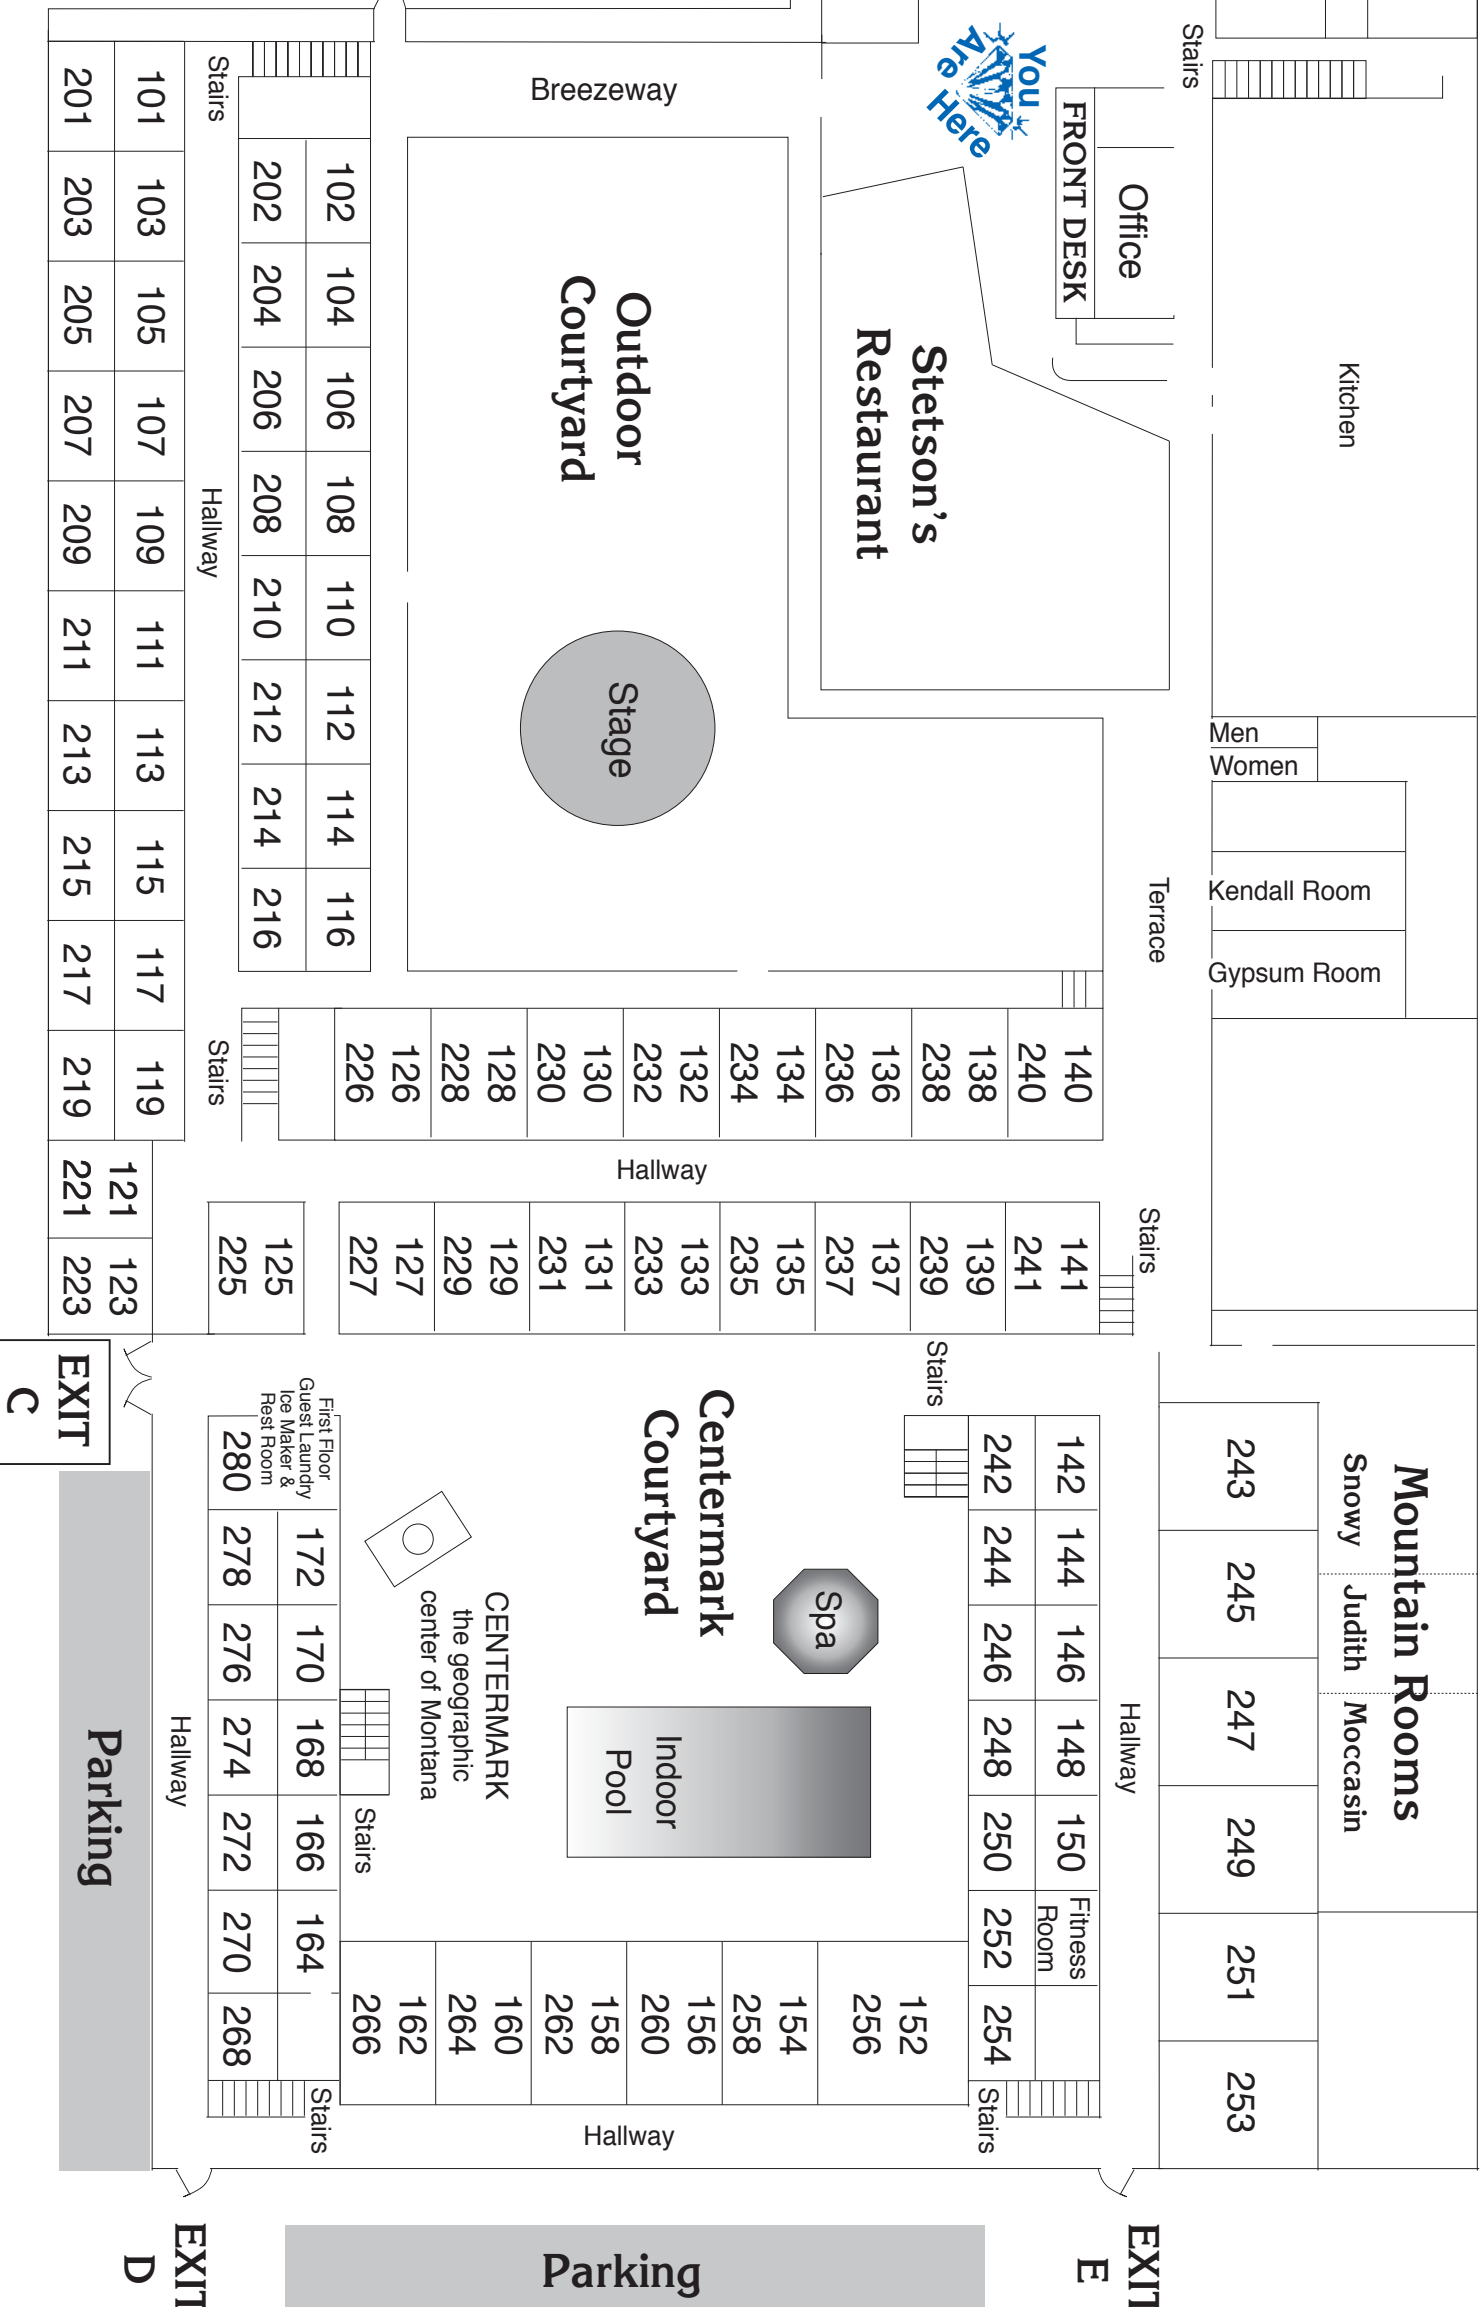 Stairs
Breezeway
You
Are
Here
Stairs
FRONT DESK
Office
Kitchen
201
101
203
103
205
105
207
107
209
109
211
111
213
113
215
115
217
117
219
119
221
121
223
123
Hallway
202
102
204
104
206
106
208
108
210
110
212
112
214
114
216
116
Outdoor
Courtyard
Stage
Stetson's
Restaurant
Men
Women
Kendall Room
Gypsum Room
Terrace
Stairs
226
126
228
128
230
130
232
132
234
134
236
136
238
138
240
140
Hallway
Stairs
225
125
227
127
229
129
231
131
233
133
235
135
237
137
239
139
241
141
EXIT
C
Parking
Hallway
First Floor
Guest Laundry
Ice Maker &
Rest Room
280
278
172
276
170
274
168
272
166
270
164
268
Stairs
Stairs
CENTERMARK
the geographic
center of Montana
Centermark
Courtyard
Spa
Indoor
Pool
Stairs
242
142
244
144
246
146
248
148
250
150
252
Fitness
Room
254
Stairs
Hallway
266
162
264
160
262
158
260
156
258
154
256
152
Hallway
243
245
247
249
251
253
Mountain Rooms
Snowy
Judith
Moccasin
EXIT
D
Parking
EXIT
E